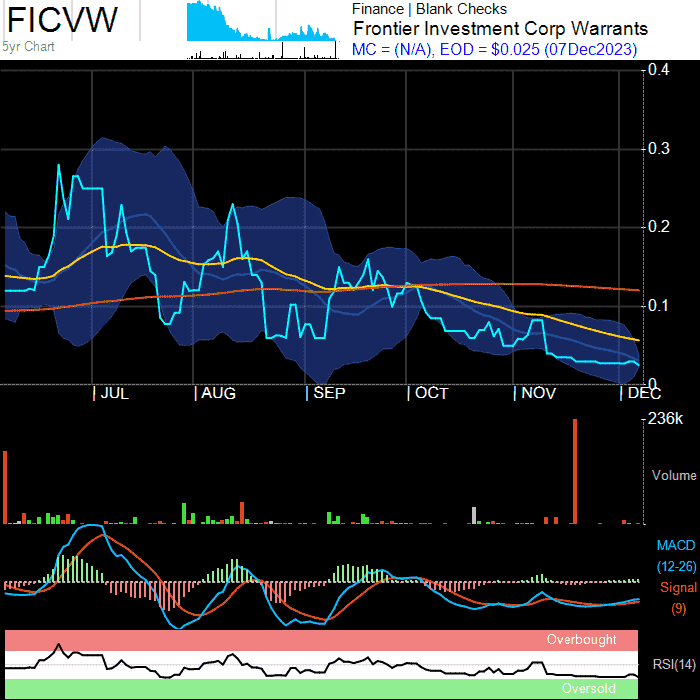 FICVW
5yr Chart
Finance | Blank Checks
Frontier Investment Corp Warrants
MC = (N/A), EOD = $0.025 (07Dec2023)
0.4
0.3
0.2
0.1
0
JUL AUG SEP OCT NOV DEC
236k
Volume
MACD
(12-26)
Signal
(9)
Overbought
RSI(14)
Oversold